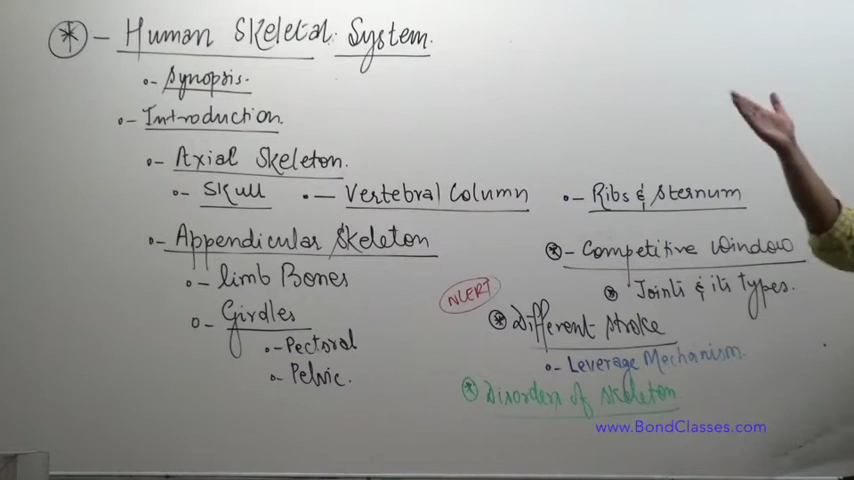 * - Human Skeletal System.
- Synopsis.
- Introduction.
- Axial Skeleton.
- Skull - Vertebral Column - Ribs & Sternum
- Appendicular Skeleton
* - Competitive Window
- limb Bones
* Joints & its Types.
NCERT
- Girdles
* Different Stroke
- Pectoral
- Leverage Mechanism.
- Pelvic.
* Disorders of Skeleton
www.BondClasses.com